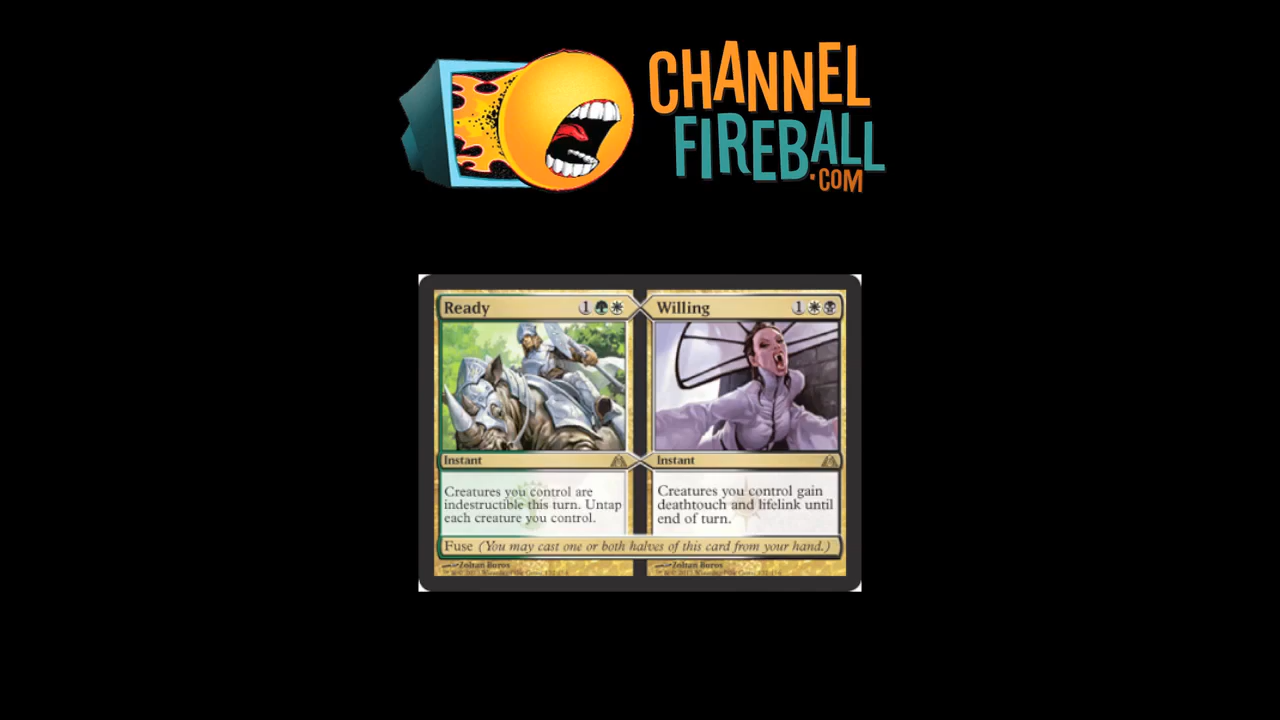 CHANNEL
FIREBALL
.COM
Ready 1
Willing 1
Instant
Instant
Creatures you control are
indestructible this turn. Untap
each creature you control.
Creatures you control gain
deathtouch and lifelink until
end of turn.
Fuse (You may cast one or both halves of this card from your hand.)
Zoltan Boros
Zoltan Boros